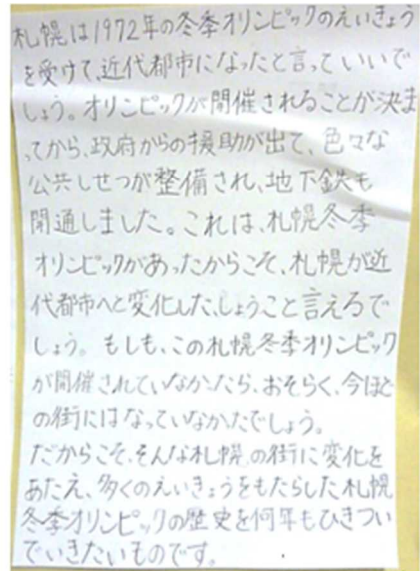 札幌は1972年の冬季オリンピックのえいきょう
を受けて、近代都市になったと言っていいで
しょう。オリンピックが開催されることが決ま
ってから、政府からの援助が出て、色々な
公共しせつが整備され、地下鉄も
開通しました。これは、札幌冬季
オリンピックがあったからこそ、札幌が近
代都市へと変化した、しょうこと言えるで
しょう。もしも、この札幌冬季オリンピック
が開催されていなかったら、おそらく、今ほど
の街にはなっていなかったでしょう。
だからこそ、そんな札幌の街に変化を
あたえ、多くのえいきょうをもたらした札幌
冬季オリンピックの歴史を何年もひきつい
でいきたいものです。